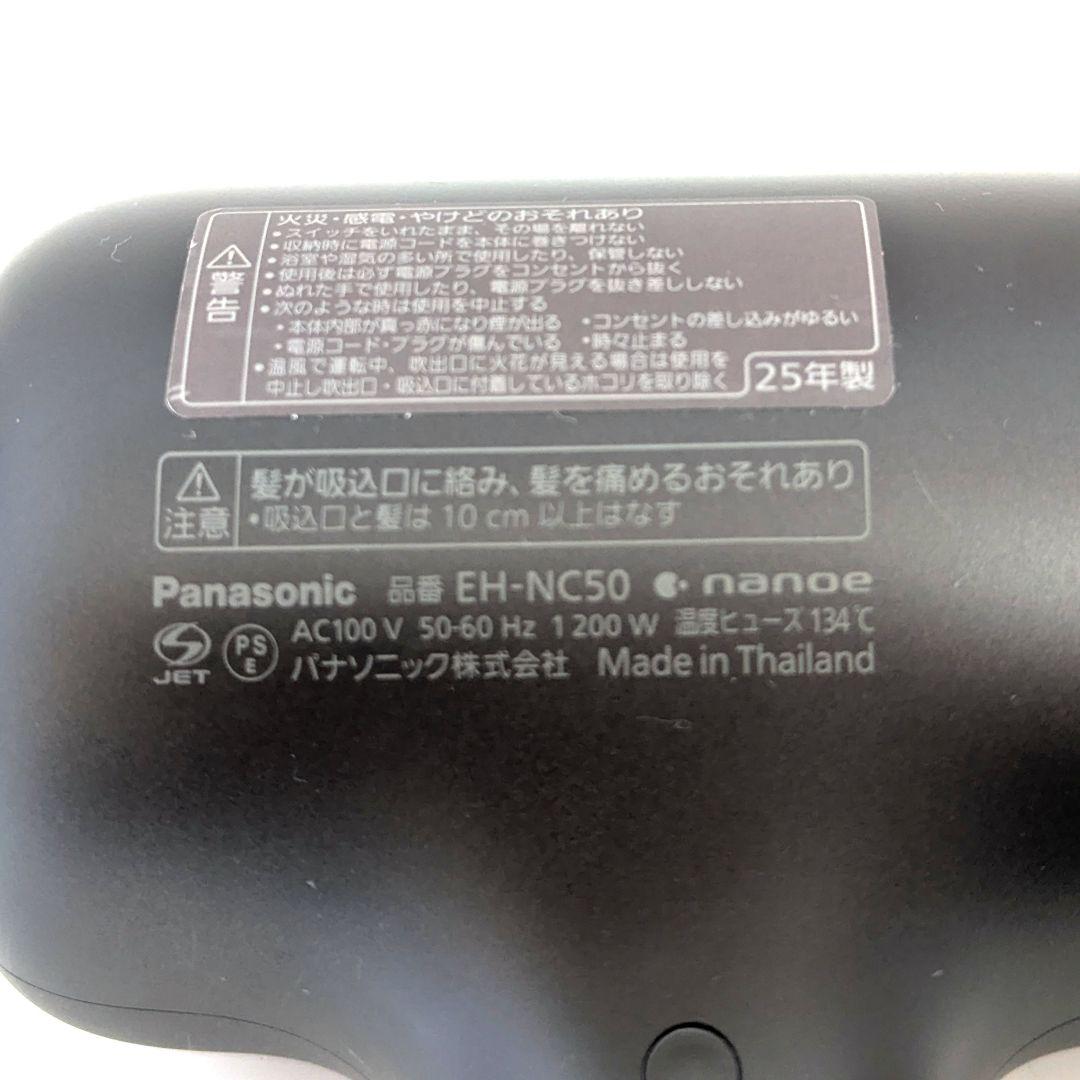 警告
火災・感電・やけどのおそれあり
・スイッチをいれたまま、その場を離れない
・収納時に電源コードを本体に巻きつけない
・浴室や湿気の多い所で使用したり、保管しない
・使用後は必ず電源プラグをコンセントから抜く
・ぬれた手で使用したり、電源プラグを抜き差ししない
・次のような時は使用を中止する
・本体内部が真っ赤になり煙が出る ・コンセントの差し込みがゆるい
・電源コード・プラグが傷んでいる ・時々止まる
・温風で運転中、吹出口に火花が見える場合は使用を
中止し吹出口・吸込口に付着しているホコリを取り除く
25年製
注意
髪が吸込口に絡み、髪を痛めるおそれあり
・吸込口と髪は 10 cm 以上はなす
Panasonic 品番 EH-NC50 nanoe
JET PS E AC100 V 50-60 Hz 1 200 W 温度ヒューズ 134℃
パナソニック株式会社 Made in Thailand